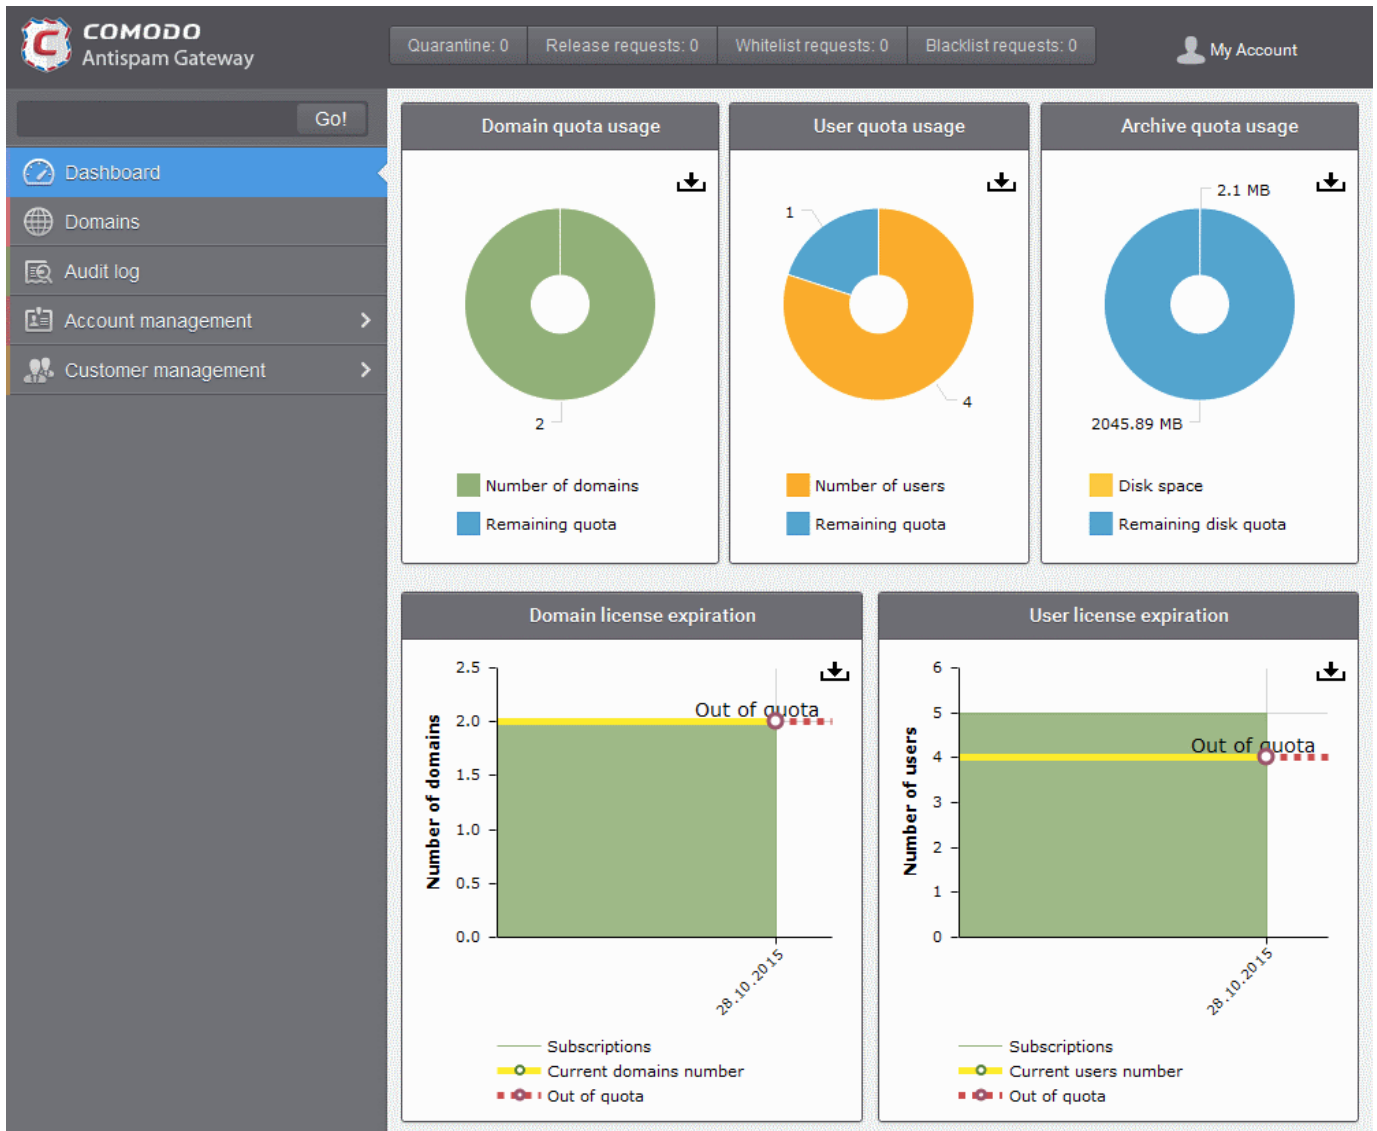 COMODO
Antispam Gateway
Quarantine: 0 Release requests: 0 Whitelist requests: 0 Blacklist requests: 0
My Account
Go!
Dashboard
Domains
Audit log
Account management
Customer management
Domain quota usage
2
Number of domains
Remaining quota
User quota usage
1
4
Number of users
Remaining quota
Archive quota usage
2.1 MB
2045.89 MB
Disk space
Remaining disk quota
Domain license expiration
Number of domains
2.5
2.0
1.5
1.0
0.5
0.0
Out of quota
28.10.2015
Subscriptions
Current domains number
Out of quota
User license expiration
Number of users
6
5
4
3
2
1
0
Out of quota
28.10.2015
Subscriptions
Current users number
Out of quota